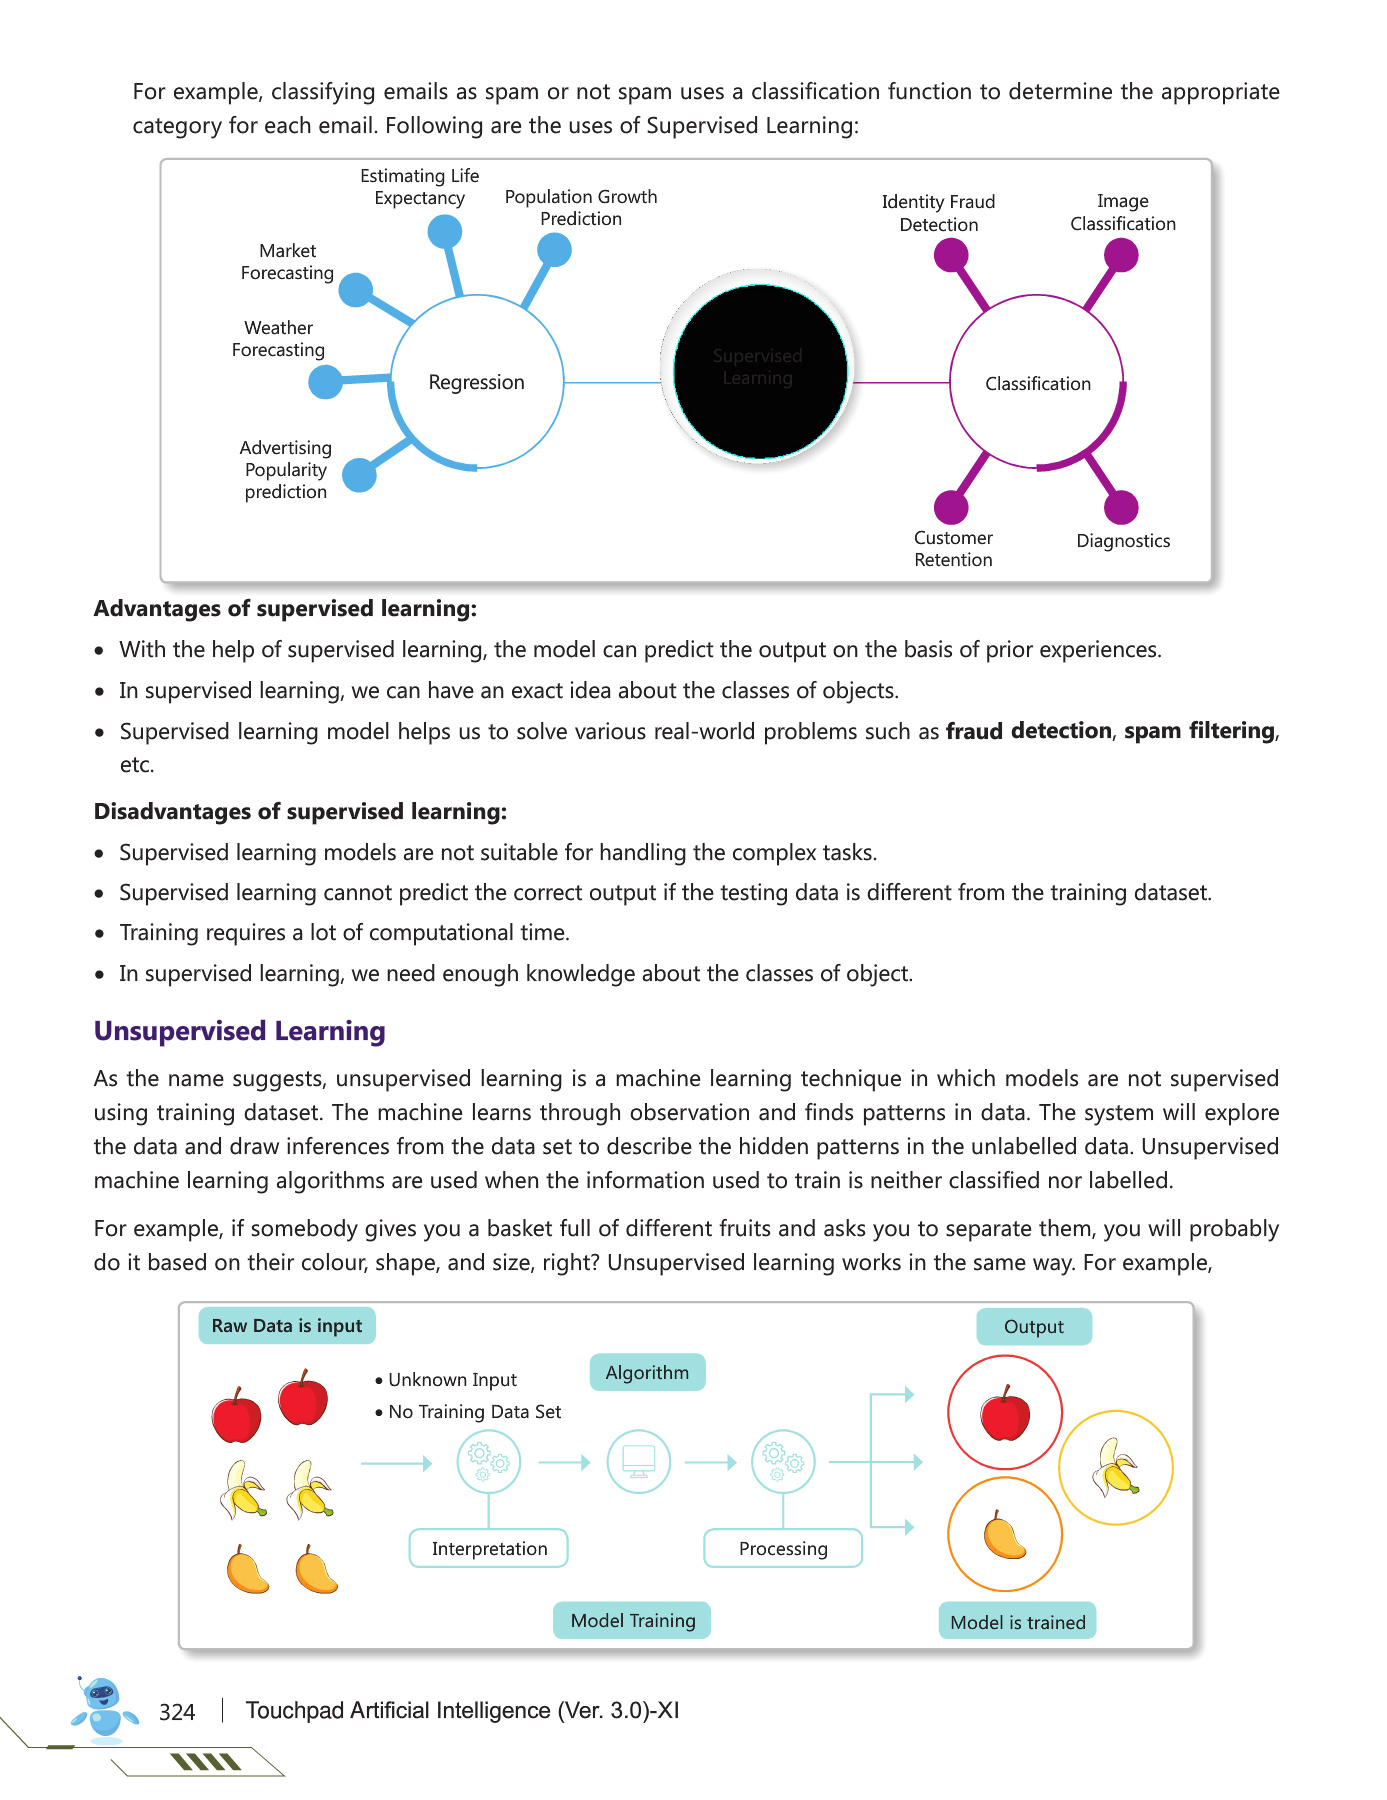 For example, classifying emails as spam or not spam uses a classification function to determine the appropriate
category for each email. Following are the uses of Supervised Learning:
Estimating Life
Expectancy
Population Growth
Prediction
Market
Forecasting
Weather
Forecasting
Advertising
Popularity
prediction
Regression
Supervised
Learning
Identity Fraud
Detection
Image
Classification
Classification
Customer
Retention
Diagnostics
Advantages of supervised learning:
• With the help of supervised learning, the model can predict the output on the basis of prior experiences.
• In supervised learning, we can have an exact idea about the classes of objects.
• Supervised learning model helps us to solve various real-world problems such as fraud detection, spam filtering,
etc.
Disadvantages of supervised learning:
• Supervised learning models are not suitable for handling the complex tasks.
• Supervised learning cannot predict the correct output if the testing data is different from the training dataset.
• Training requires a lot of computational time.
• In supervised learning, we need enough knowledge about the classes of object.
Unsupervised Learning
As the name suggests, unsupervised learning is a machine learning technique in which models are not supervised
using training dataset. The machine learns through observation and finds patterns in data. The system will explore
the data and draw inferences from the data set to describe the hidden patterns in the unlabelled data. Unsupervised
machine learning algorithms are used when the information used to train is neither classified nor labelled.
For example, if somebody gives you a basket full of different fruits and asks you to separate them, you will probably
do it based on their colour, shape, and size, right? Unsupervised learning works in the same way. For example,
Raw Data is input
• Unknown Input
• No Training Data Set
Algorithm
Output
Interpretation
Processing
Model Training
Model is trained
324
Touchpad Artificial Intelligence (Ver. 3.0)-XI